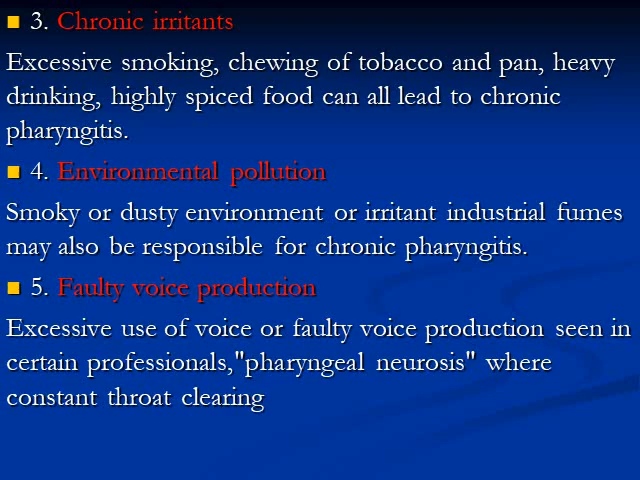 3. Chronic irritants
Excessive smoking, chewing of tobacco and pan, heavy
drinking, highly spiced food can all lead to chronic
pharyngitis.
4. Environmental pollution
Smoky or dusty environment or irritant industrial fumes
may also be responsible for chronic pharyngitis.
5. Faulty voice production
Excessive use of voice or faulty voice production seen in
certain professionals,"pharyngeal neurosis" where
constant throat clearing